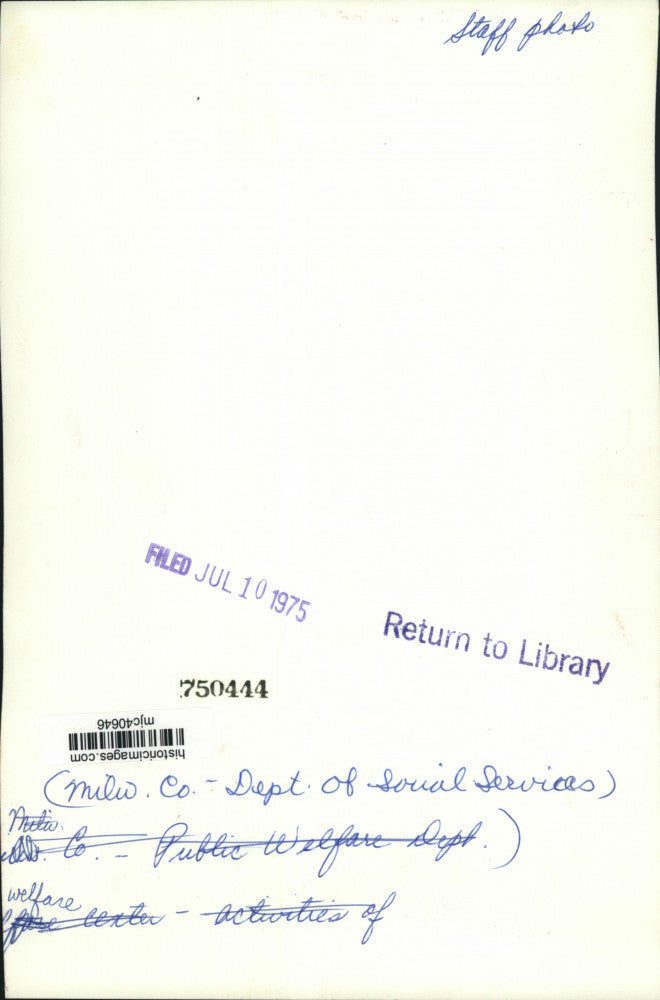 Staff photo
FILED JUL 10 1975
Return to Library
750444
mjc40646
historicimages.com
(Milw. Co. - Dept. of Social Services)
Milw.
Co. - Public Welfare Dept.)
welfare
center - activities of